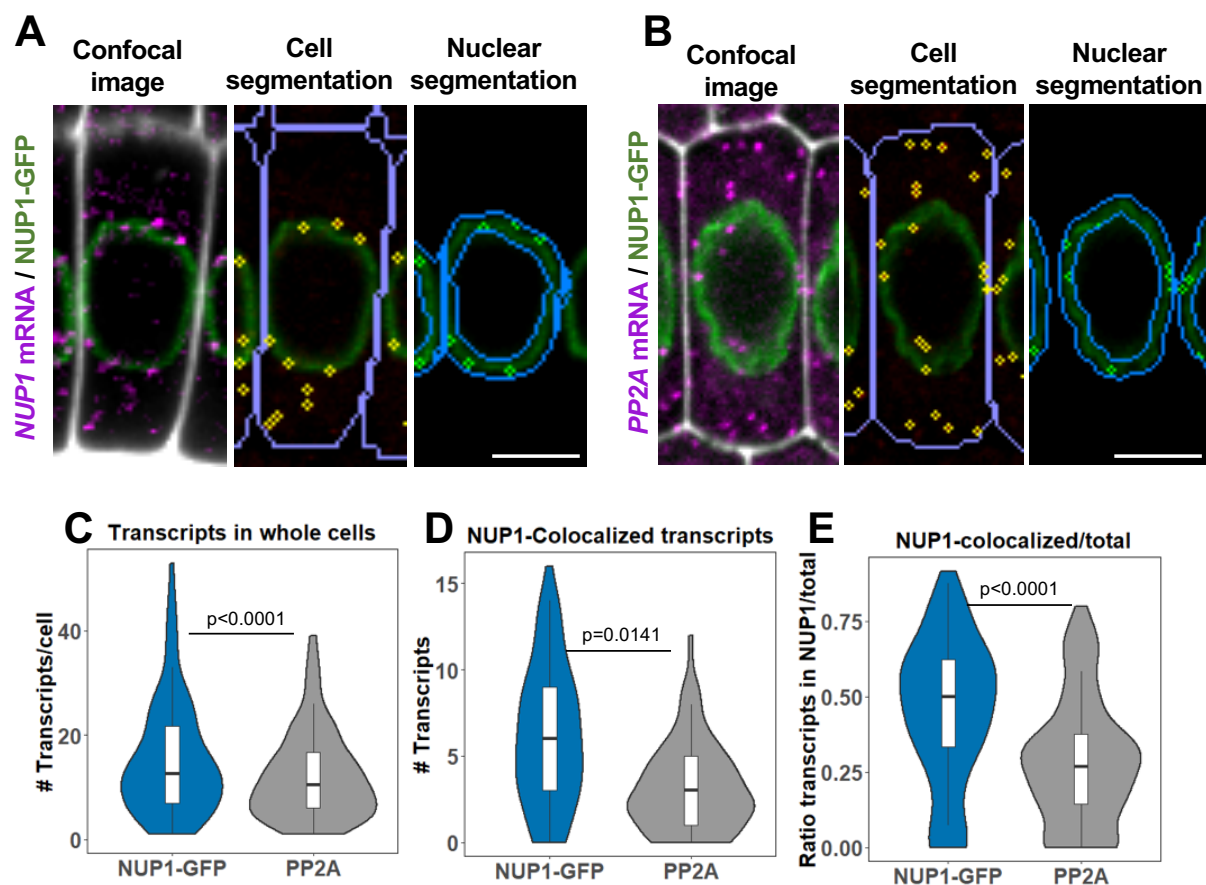 A
Confocal
image
Cell
segmentation
Nuclear
segmentation
NUP1 mRNA / NUP1-GFP
B
Confocal
image
Cell
segmentation
Nuclear
segmentation
PP2A mRNA / NUP1-GFP
C
Transcripts in whole cells
# Transcripts/cell
40
20
0
p<0.0001
NUP1-GFP
PP2A
D
NUP1-Colocalized transcripts
# Transcripts
15
10
5
0
p=0.0141
NUP1-GFP
PP2A
E
NUP1-colocalized/total
Ratio transcripts in NUP1/total
0.75
0.50
0.25
0.00
p<0.0001
NUP1-GFP
PP2A